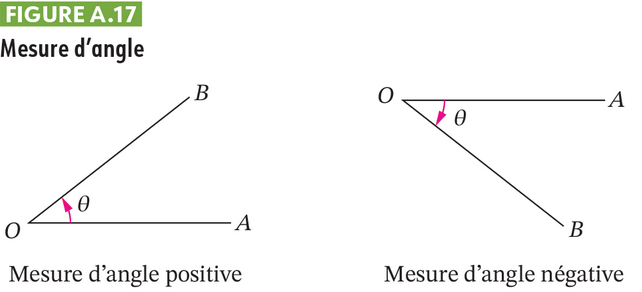 FIGURE A.17
Mesure d'angle
B
θ
O
A
Mesure d'angle positive
O
A
θ
B
Mesure d'angle négative